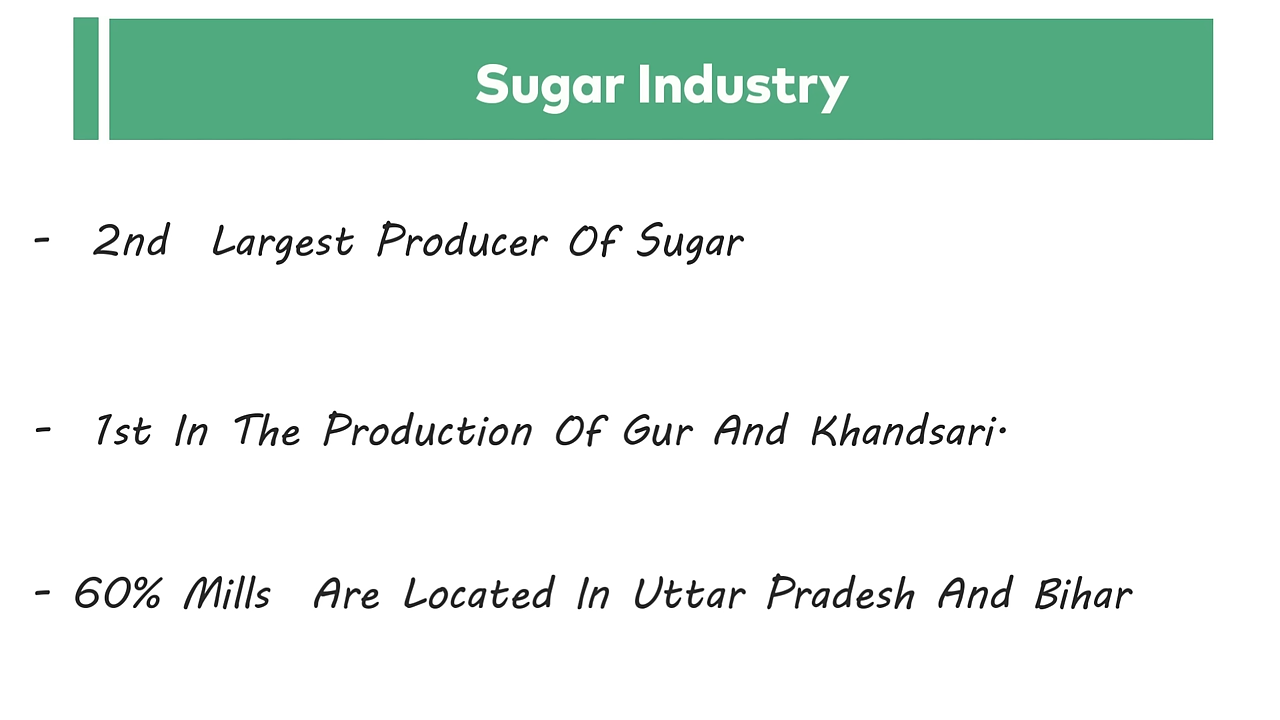 Sugar Industry
- 2nd Largest Producer Of Sugar
- 1st In The Production Of Gur And Khandsari.
- 60% Mills Are Located In Uttar Pradesh And Bihar